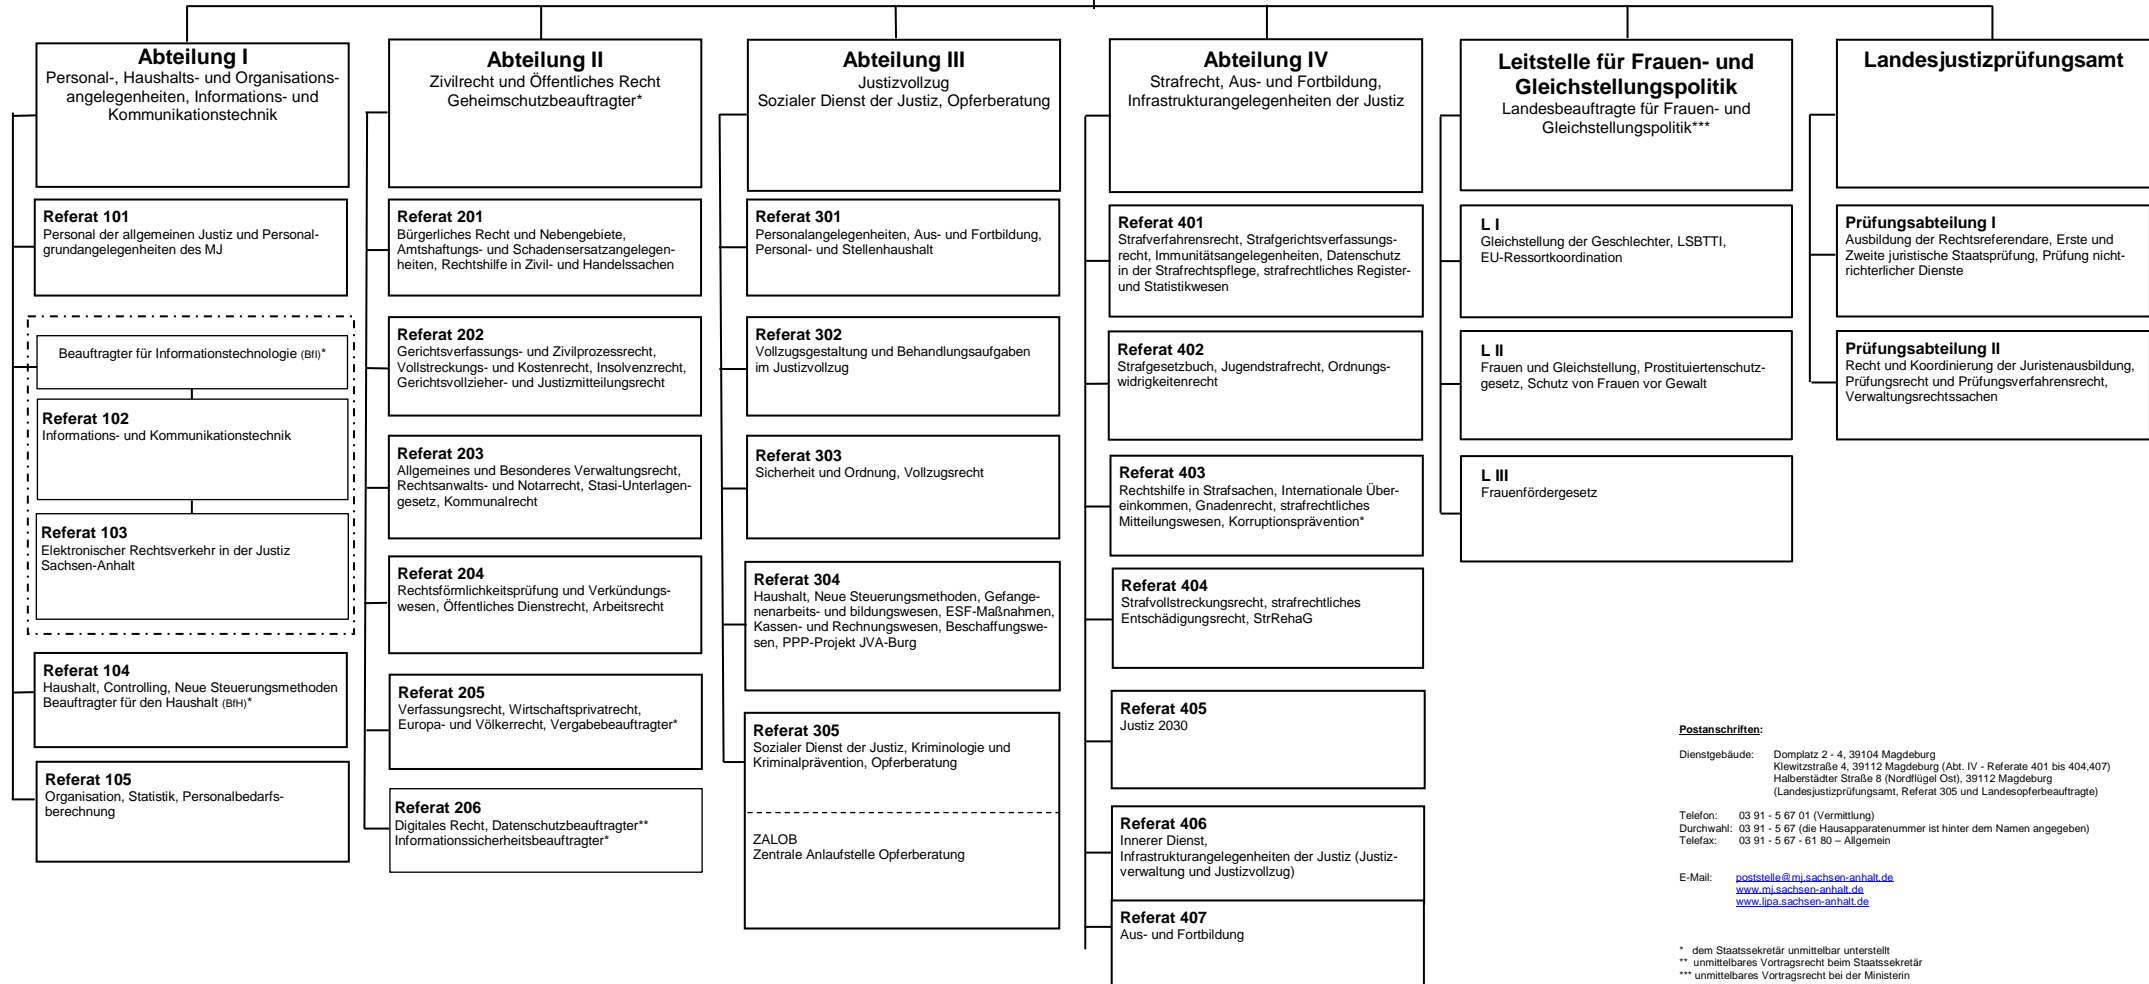 Abteilung I
Personal-, Haushalts- und Organisations-
angelegenheiten, Informations- und
Kommunikationstechnik
Referat 101
Personal der allgemeinen Justiz und Personal-
grundangelegenheiten des MJ
Beauftragter für Informationstechnologie (BfI)*
Referat 102
Informations- und Kommunikationstechnik
Referat 103
Elektronischer Rechtsverkehr in der Justiz
Sachsen-Anhalt
Referat 104
Haushalt, Controlling, Neue Steuerungsmethoden
Beauftragter für den Haushalt (BfH)*
Referat 105
Organisation, Statistik, Personalbedarfs-
berechnung
Abteilung II
Zivilrecht und Öffentliches Recht
Geheimschutzbeauftragter*
Referat 201
Bürgerliches Recht und Nebengebiete,
Amtshaftungs- und Schadensersatzangelegen-
heiten, Rechtshilfe in Zivil- und Handelssachen
Referat 202
Gerichtsverfassungs- und Zivilprozessrecht,
Vollstreckungs- und Kostenrecht, Insolvenzrecht,
Gerichtsvollzieher- und Justizmitteilungsrecht
Referat 203
Allgemeines und Besonderes Verwaltungsrecht,
Rechtsanwalts- und Notarrecht, Stasi-Unterlagen-
gesetz, Kommunalrecht
Referat 204
Rechtsförmlichkeitsprüfung und Verkündungs-
wesen, Öffentliches Dienstrecht, Arbeitsrecht
Referat 205
Verfassungsrecht, Wirtschaftsprivatrecht,
Europa- und Völkerrecht, Vergabebeauftragter*
Referat 206
Digitales Recht, Datenschutzbeauftragter**
Informationssicherheitsbeauftragter*
Abteilung III
Justizvollzug
Sozialer Dienst der Justiz, Opferberatung
Referat 301
Personalangelegenheiten, Aus- und Fortbildung,
Personal- und Stellenhaushalt
Referat 302
Vollzugsgestaltung und Behandlungsaufgaben
im Justizvollzug
Referat 303
Sicherheit und Ordnung, Vollzugsrecht
Referat 304
Haushalt, Neue Steuerungsmethoden, Gefange-
nenarbeits- und bildungswesen, ESF-Maßnahmen,
Kassen- und Rechnungswesen, Beschaffungswe-
sen, PPP-Projekt JVA-Burg
Referat 305
Sozialer Dienst der Justiz, Kriminologie und
Kriminalprävention, Opferberatung
ZALOB
Zentrale Anlaufstelle Opferberatung
Abteilung IV
Strafrecht, Aus- und Fortbildung,
Infrastrukturangelegenheiten der Justiz
Referat 401
Strafverfahrensrecht, Strafgerichtsverfassungs-
recht, Immunitätsangelegenheiten, Datenschutz
in der Strafrechtspflege, strafrechtliches Register-
und Statistikwesen
Referat 402
Strafgesetzbuch, Jugendstrafrecht, Ordnungs-
widrigkeitenrecht
Referat 403
Rechtshilfe in Strafsachen, Internationale Über-
einkommen, Gnadenrecht, strafrechtliches
Mitteilungswesen, Korruptionsprävention*
Referat 404
Strafvollstreckungsrecht, strafrechtliches
Entschädigungsrecht, StrRehaG
Referat 405
Justiz 2030
Referat 406
Innerer Dienst,
Infrastrukturangelegenheiten der Justiz (Justiz-
verwaltung und Justizvollzug)
Referat 407
Aus- und Fortbildung
Leitstelle für Frauen- und
Gleichstellungspolitik
Landesbeauftragte für Frauen- und
Gleichstellungspolitik***
L I
Gleichstellung der Geschlechter, LSBTTI,
EU-Ressortkoordination
L II
Frauen und Gleichstellung, Prostituiertenschutz-
gesetz, Schutz von Frauen vor Gewalt
L III
Frauenfördergesetz
Landesjustizprüfungsamt
Prüfungsabteilung I
Ausbildung der Rechtsreferendare, Erste und
Zweite juristische Staatsprüfung, Prüfung nicht-
richterlicher Dienste
Prüfungsabteilung II
Recht und Koordinierung der Juristenausbildung,
Prüfungsrecht und Prüfungsverfahrensrecht,
Verwaltungsrechtssachen
Postanschriften:
Dienstgebäude: Domplatz 2 - 4, 39104 Magdeburg
Klewitzstraße 4, 39112 Magdeburg (Abt. IV - Referate 401 bis 404,407)
Halberstädter Straße 8 (Nordflügel Ost), 39112 Magdeburg
(Landesjustizprüfungsamt, Referat 305 und Landesopferbeauftragte)
Telefon: 03 91 - 5 67 01 (Vermittlung)
Durchwahl: 03 91 - 5 67 (die Hausapparatenummer ist hinter dem Namen angegeben)
Telefax: 03 91 - 5 67 - 61 80 – Allgemein
E-Mail: poststelle@mj.sachsen-anhalt.de
www.mj.sachsen-anhalt.de
www.ljpa.sachsen-anhalt.de
* dem Staatssekretär unmittelbar unterstellt
** unmittelbares Vortragsrecht beim Staatssekretär
*** unmittelbares Vortragsrecht bei der Ministerin